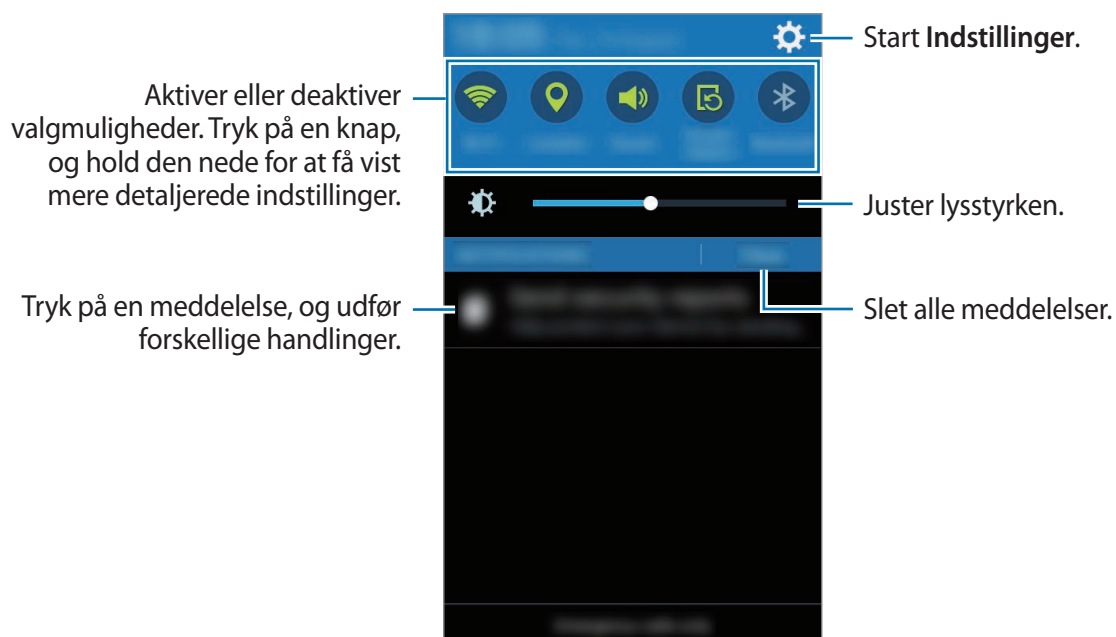 Start Indstillinger.
Aktiver eller deaktiver
valgmuligheder. Tryk på en knap,
og hold den nede for at få vist
mere detaljerede indstillinger.
Juster lysstyrken.
Tryk på en meddelelse, og udfør
forskellige handlinger.
Slet alle meddelelser.